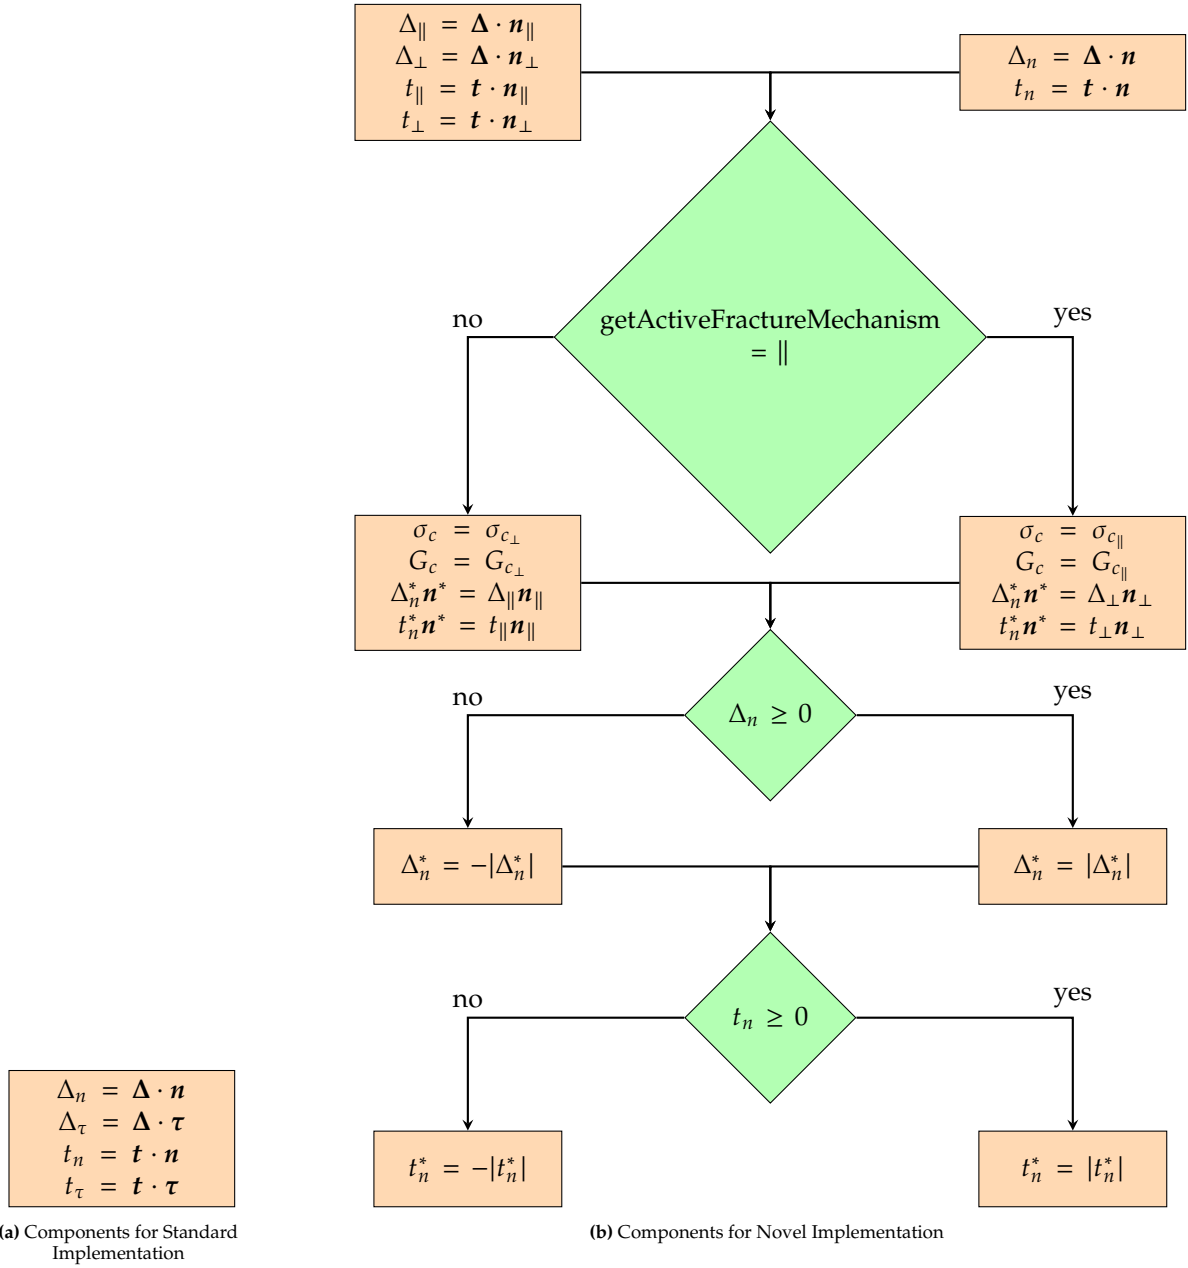 Δ∥ = Δ · n∥
Δ⊥ = Δ · n⊥
t∥ = t · n∥
t⊥ = t · n⊥
Δn = Δ · n
tn = t · n
getActiveFractureMechanism
= ∥
no
yes
σc = σc⊥
Gc = Gc⊥
Δ*n n* = Δ∥n∥
t*n n* = t∥n∥
σc = σc∥
Gc = Gc∥
Δ*n n* = Δ⊥n⊥
t*n n* = t⊥n⊥
Δn ≥ 0
no
yes
Δ*n = −|Δ*n|
Δ*n = |Δ*n|
tn ≥ 0
no
yes
t*n = −|t*n|
t*n = |t*n|
Δn = Δ · n
Δτ = Δ · τ
tn = t · n
tτ = t · τ
(a) Components for Standard
Implementation
(b) Components for Novel Implementation